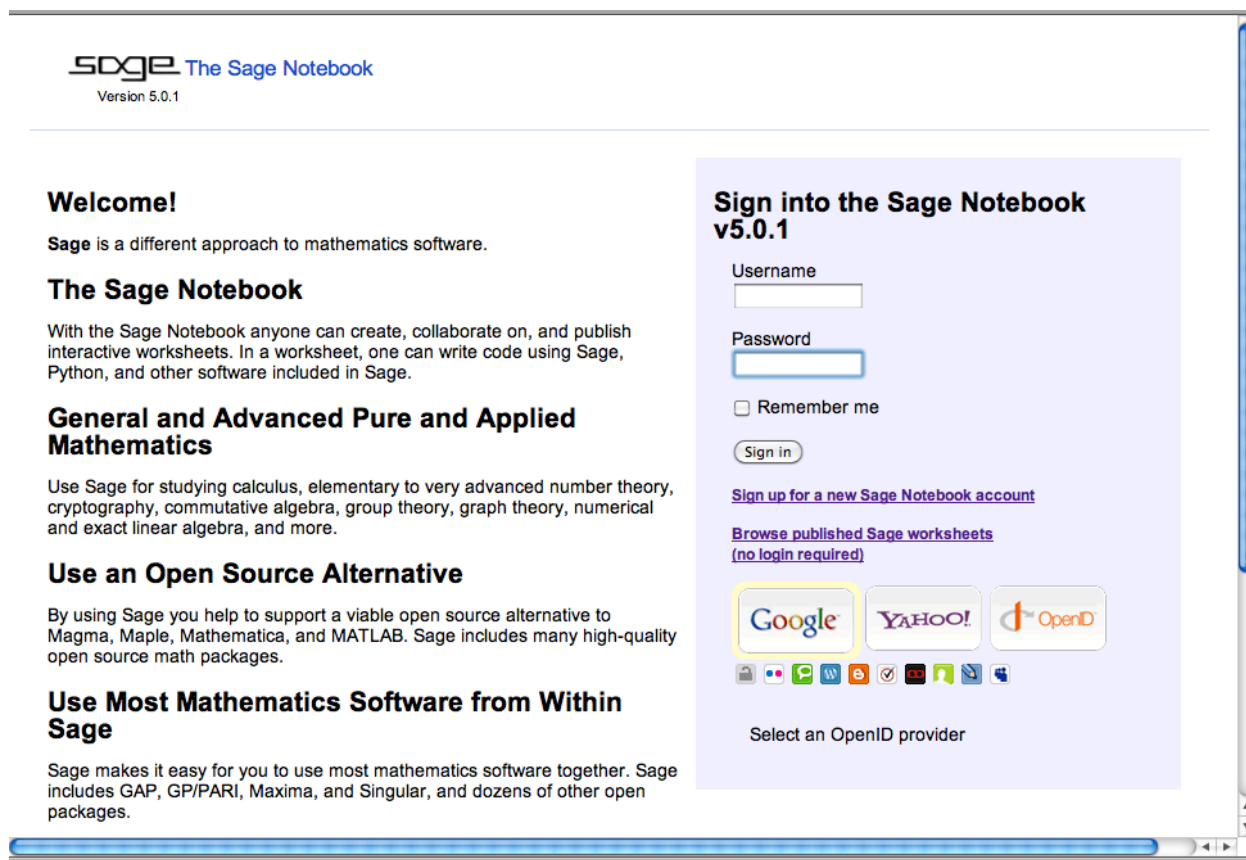 sage The Sage Notebook
Version 5.0.1
Welcome!
Sage is a different approach to mathematics software.
The Sage Notebook
With the Sage Notebook anyone can create, collaborate on, and publish
interactive worksheets. In a worksheet, one can write code using Sage,
Python, and other software included in Sage.
General and Advanced Pure and Applied
Mathematics
Use Sage for studying calculus, elementary to very advanced number theory,
cryptography, commutative algebra, group theory, graph theory, numerical
and exact linear algebra, and more.
Use an Open Source Alternative
By using Sage you help to support a viable open source alternative to
Magma, Maple, Mathematica, and MATLAB. Sage includes many high-quality
open source math packages.
Use Most Mathematics Software from Within
Sage
Sage makes it easy for you to use most mathematics software together. Sage
includes GAP, GP/PARI, Maxima, and Singular, and dozens of other open
packages.
Sign into the Sage Notebook
v5.0.1
Username
Password
Remember me
Sign in
Sign up for a new Sage Notebook account
Browse published Sage worksheets
(no login required)
Google YAHOO! OpenID
Select an OpenID provider